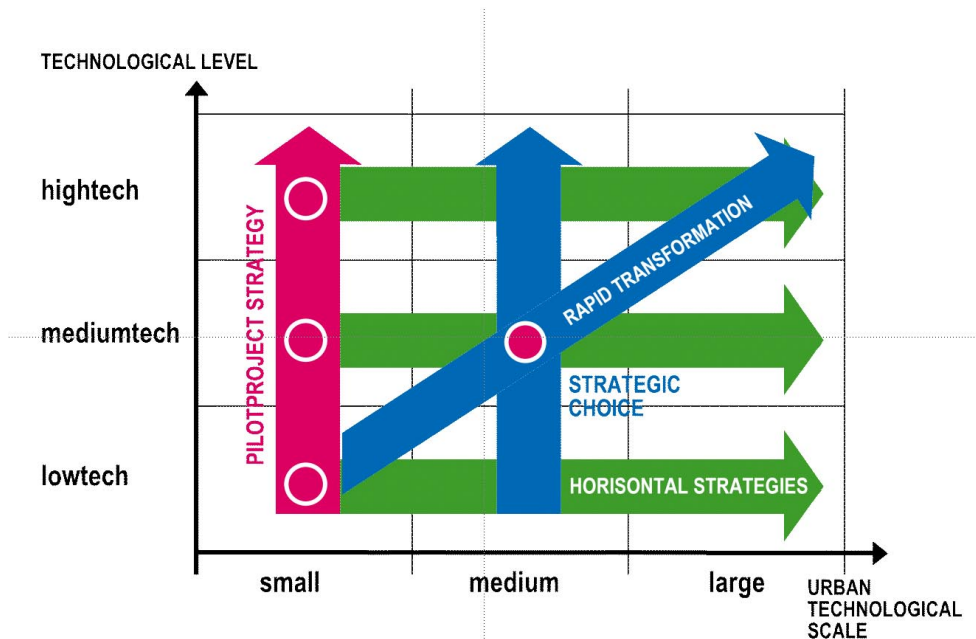 TECHNOLOGICAL LEVEL
hightech
mediumtech
lowtech
PILOTPROJECT STRATEGY
RAPID TRANSFORMATION
STRATEGIC
CHOICE
HORISONTAL STRATEGIES
small
medium
large
URBAN
TECHNOLOGICAL
SCALE